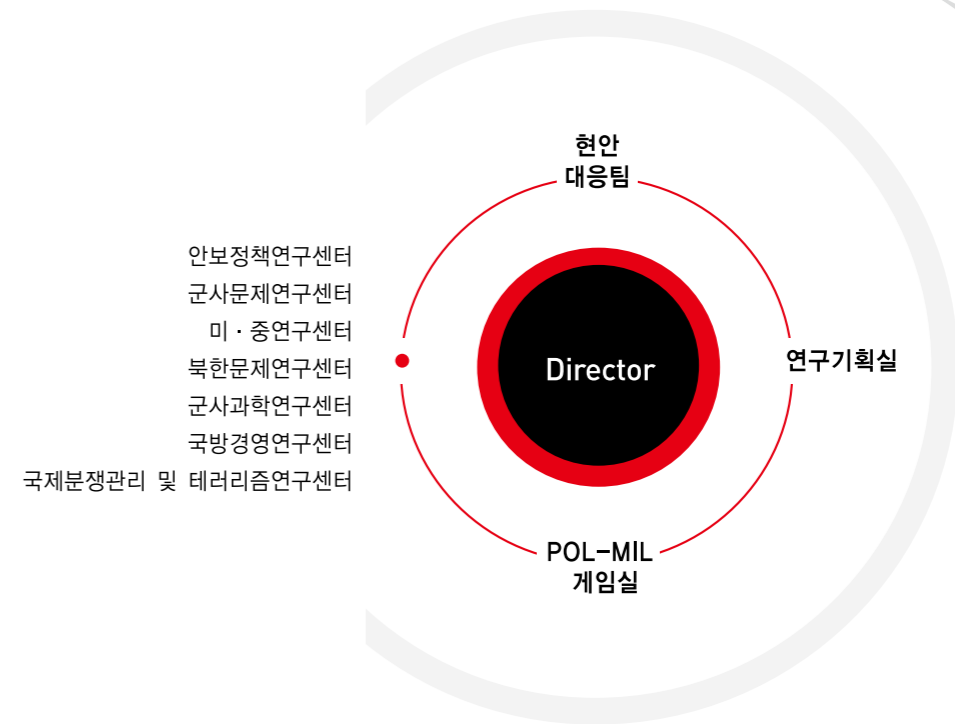 현안
대응팀
안보정책연구센터
군사문제연구센터
미 · 중연구센터
북한문제연구센터
군사과학연구센터
국방경영연구센터
국제분쟁관리 및 테러리즘연구센터
Director
연구기획실
POL-MIL
게임실